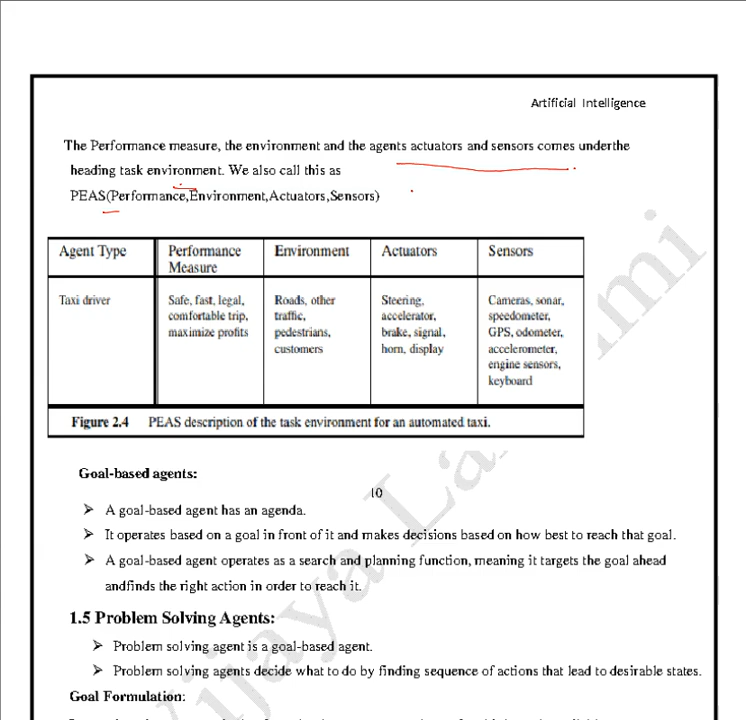 Artificial Intelligence
The Performance measure, the environment and the agents actuators and sensors comes underthe
heading task environment. We also call this as
PEAS(Performance,Environment,Actuators,Sensors)
Agent Type Performance Measure Environment Actuators Sensors
Taxi driver Safe, fast, legal, comfortable trip, maximize profits Roads, other traffic, pedestrians, customers Steering, accelerator, brake, signal, horn, display Cameras, sonar, speedometer, GPS, odometer, accelerometer, engine sensors, keyboard
Figure 2.4 PEAS description of the task environment for an automated taxi.
Goal-based agents:
10
➤ A goal-based agent has an agenda.
➤ It operates based on a goal in front of it and makes decisions based on how best to reach that goal.
➤ A goal-based agent operates as a search and planning function, meaning it targets the goal ahead
andfinds the right action in order to reach it.
1.5 Problem Solving Agents:
➤ Problem solving agent is a goal-based agent.
➤ Problem solving agents decide what to do by finding sequence of actions that lead to desirable states.
Goal Formulation: